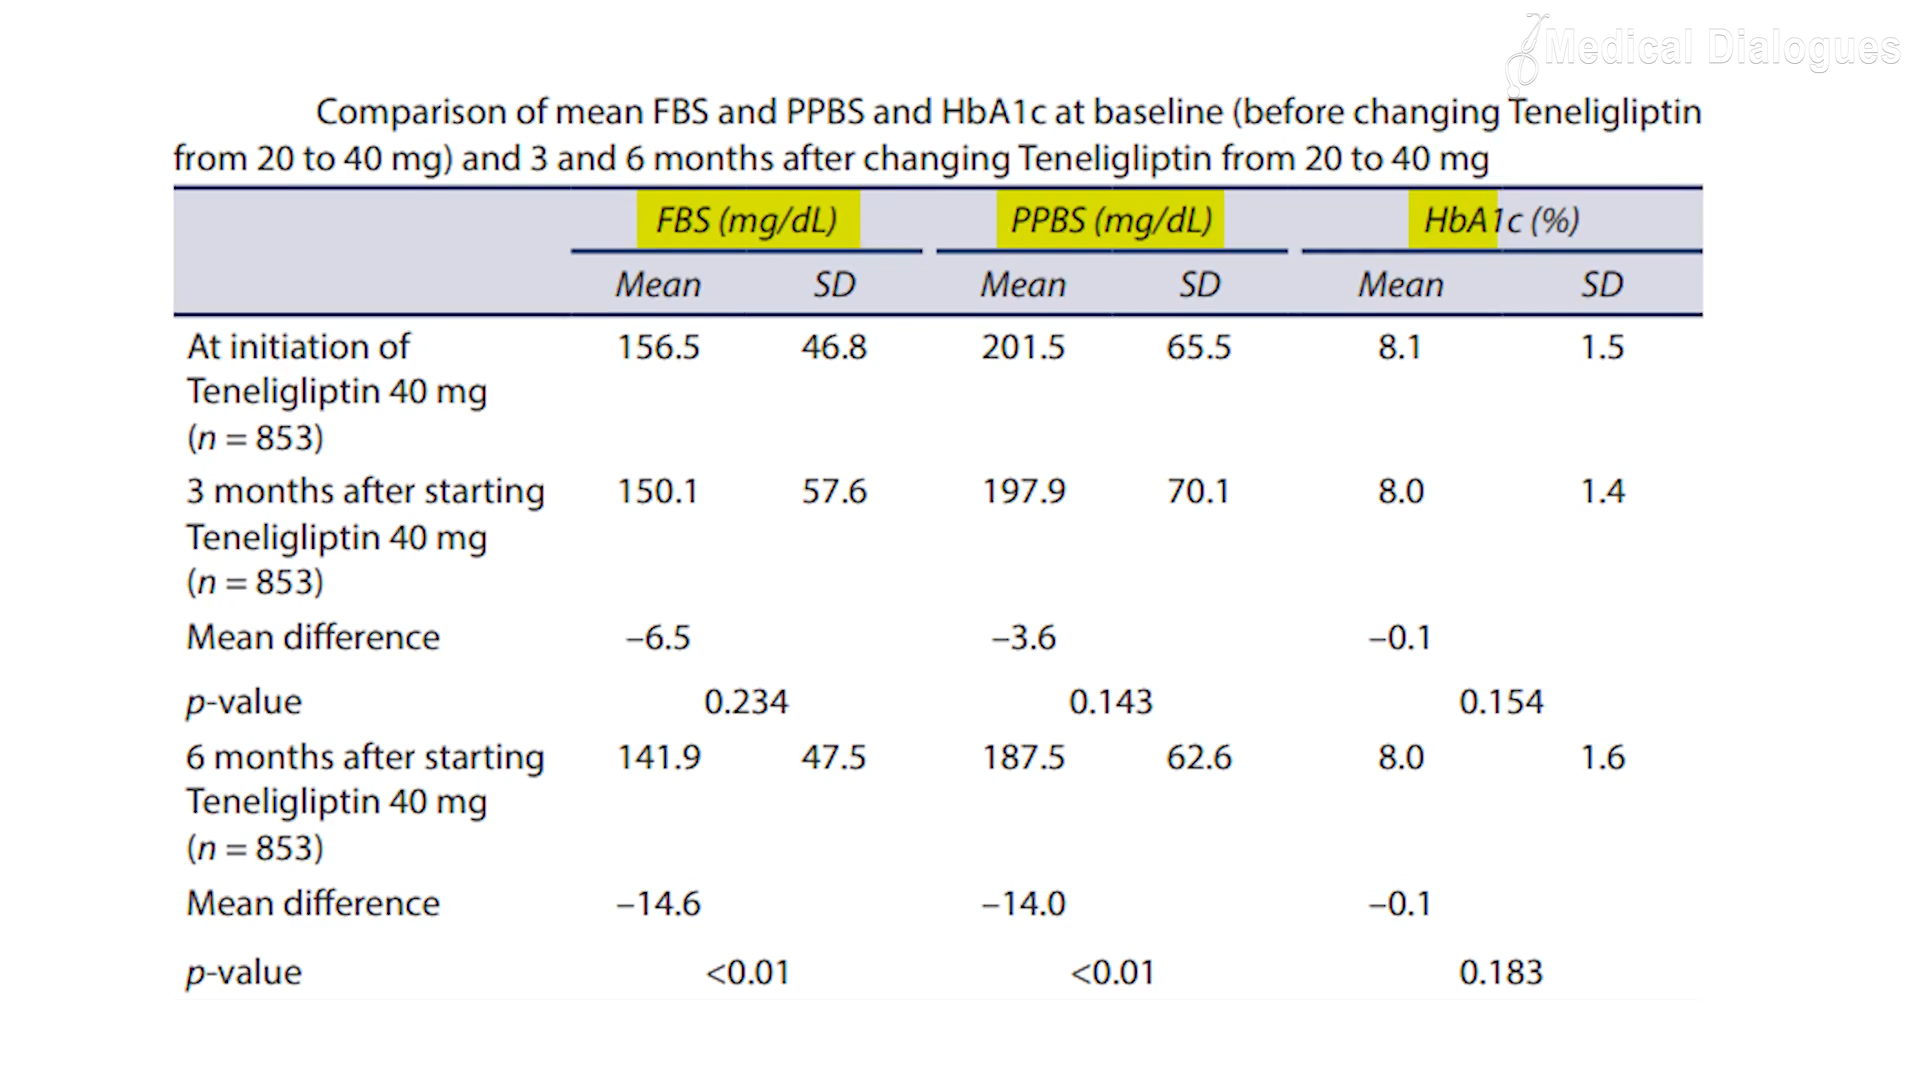 Medical Dialogues
Comparison of mean FBS and PPBS and HbA1c at baseline (before changing Teneligliptin
from 20 to 40 mg) and 3 and 6 months after changing Teneligliptin from 20 to 40 mg
FBS (mg/dL) PPBS (mg/dL) HbA1c (%)
Mean SD Mean SD Mean SD
At initiation of 156.5 46.8 201.5 65.5 8.1 1.5
Teneligliptin 40 mg
(n = 853)
3 months after starting 150.1 57.6 197.9 70.1 8.0 1.4
Teneligliptin 40 mg
(n = 853)
Mean difference –6.5 –3.6 –0.1
p-value 0.234 0.143 0.154
6 months after starting 141.9 47.5 187.5 62.6 8.0 1.6
Teneligliptin 40 mg
(n = 853)
Mean difference –14.6 –14.0 –0.1
p-value <0.01 <0.01 0.183